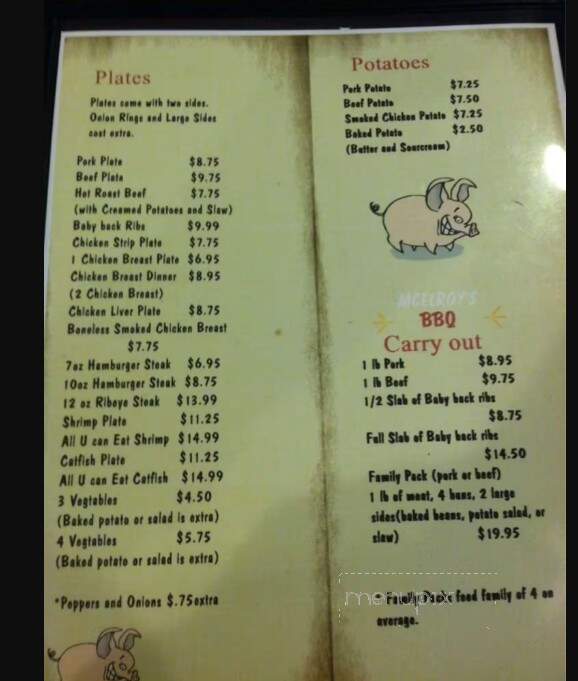 Plates
Plates come with two sides.
Onion Rings and Large Sides
cost extra.
Pork Plate $8.75
Beef Plate $9.75
Hot Roast Beef $7.75
(with Creamed Potatoes and Slaw)
Baby back Ribs $9.99
Chicken Strip Plate $7.75
1 Chicken Breast Plate $6.95
Chicken Breast Dinner $8.95
(2 Chicken Breast)
Chicken Liver Plate $8.75
Boneless Smoked Chicken Breast
$7.75
7oz Hamburger Steak $6.95
10oz Hamburger Steak $8.75
12 oz Ribeye Steak $13.99
Shrimp Plate $11.25
All U can Eat Shrimp $14.99
Catfish Plate $11.25
All U can Eat Catfish $14.99
3 Vegtables $4.50
(Baked potato or salad is extra)
4 Vegtables $5.75
(Baked potato or salad is extra)
*Peppers and Onions $.75extra
Potatoes
Pork Potato $7.25
Beef Potato $7.50
Smoked Chicken Potato $7.25
Baked Potato $2.50
(Butter and Sourcream)
MCELROY'S
BBQ
Carry out
1 lb Pork $8.95
1 lb Beef $9.75
1/2 Slab of Baby back ribs
$8.75
Full Slab of Baby back ribs
$14.50
Family Pack (pork or beef)
1 lb of meat, 4 buns, 2 large
sides(baked beans, potato salad, or
slaw) $19.95
*Family Packs feed family of 4 on
average.
menupix